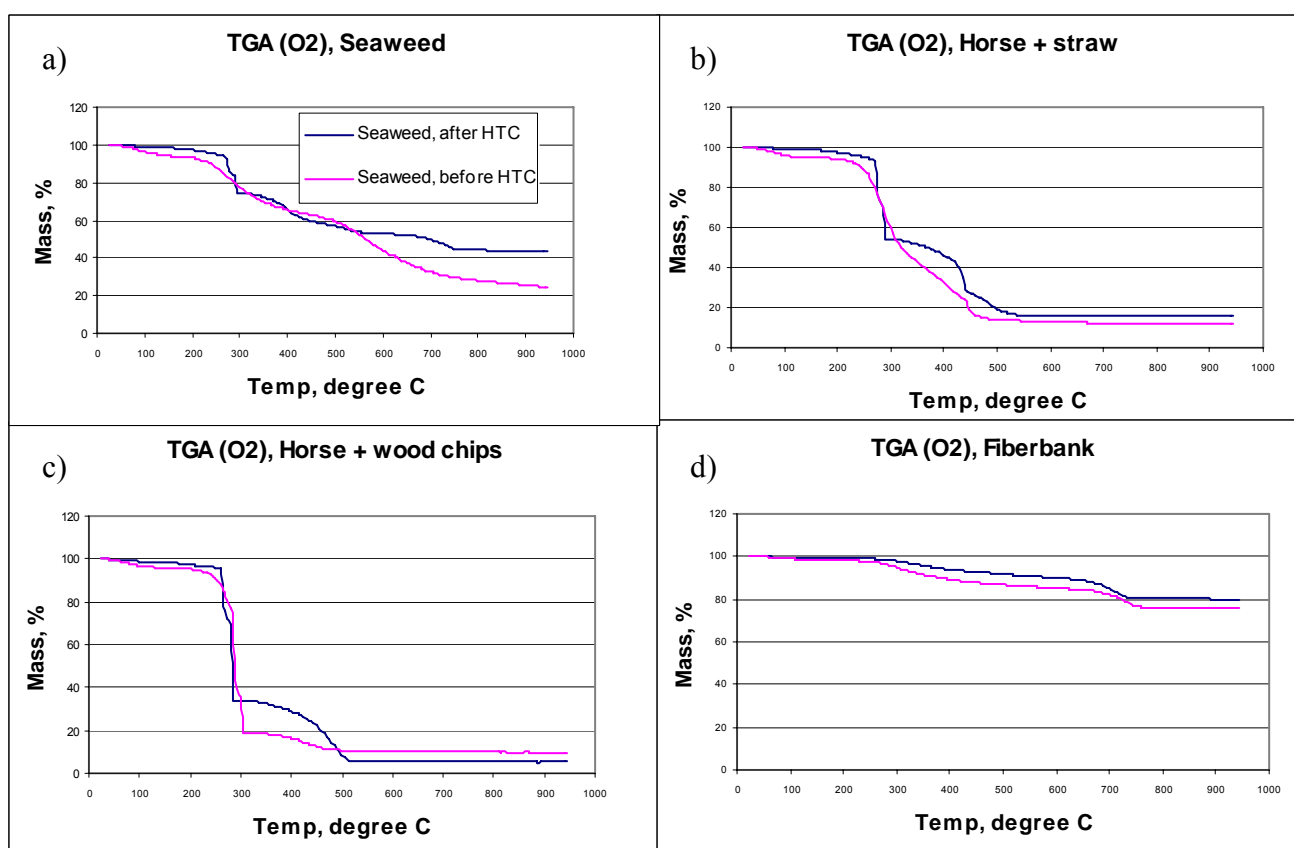 a)
TGA (O2), Seaweed
120
100
80
60
40
20
0
Mass, %
Seaweed, after HTC
Seaweed, before HTC
0 100 200 300 400 500 600 700 800 900 1000
Temp, degree C
b)
TGA (O2), Horse + straw
120
100
80
60
40
20
0
Mass, %
0 100 200 300 400 500 600 700 800 900 1000
Temp, degree C
c)
TGA (O2), Horse + wood chips
120
100
80
60
40
20
0
Mass, %
0 100 200 300 400 500 600 700 800 900 1000
Temp, degree C
d)
TGA (O2), Fiberbank
120
100
80
60
40
20
0
Mass, %
0 100 200 300 400 500 600 700 800 900 1000
Temp, degree C